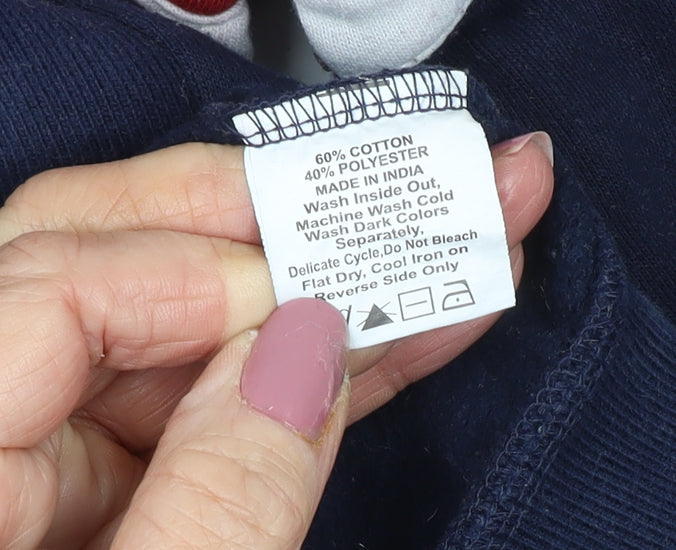 60% COTTON
40% POLYESTER
MADE IN INDIA
Wash Inside Out,
Machine Wash Cold
Wash Dark Colors
Separately,
Delicate Cycle,Do Not Bleach
Flat Dry, Cool Iron on
Reverse Side Only